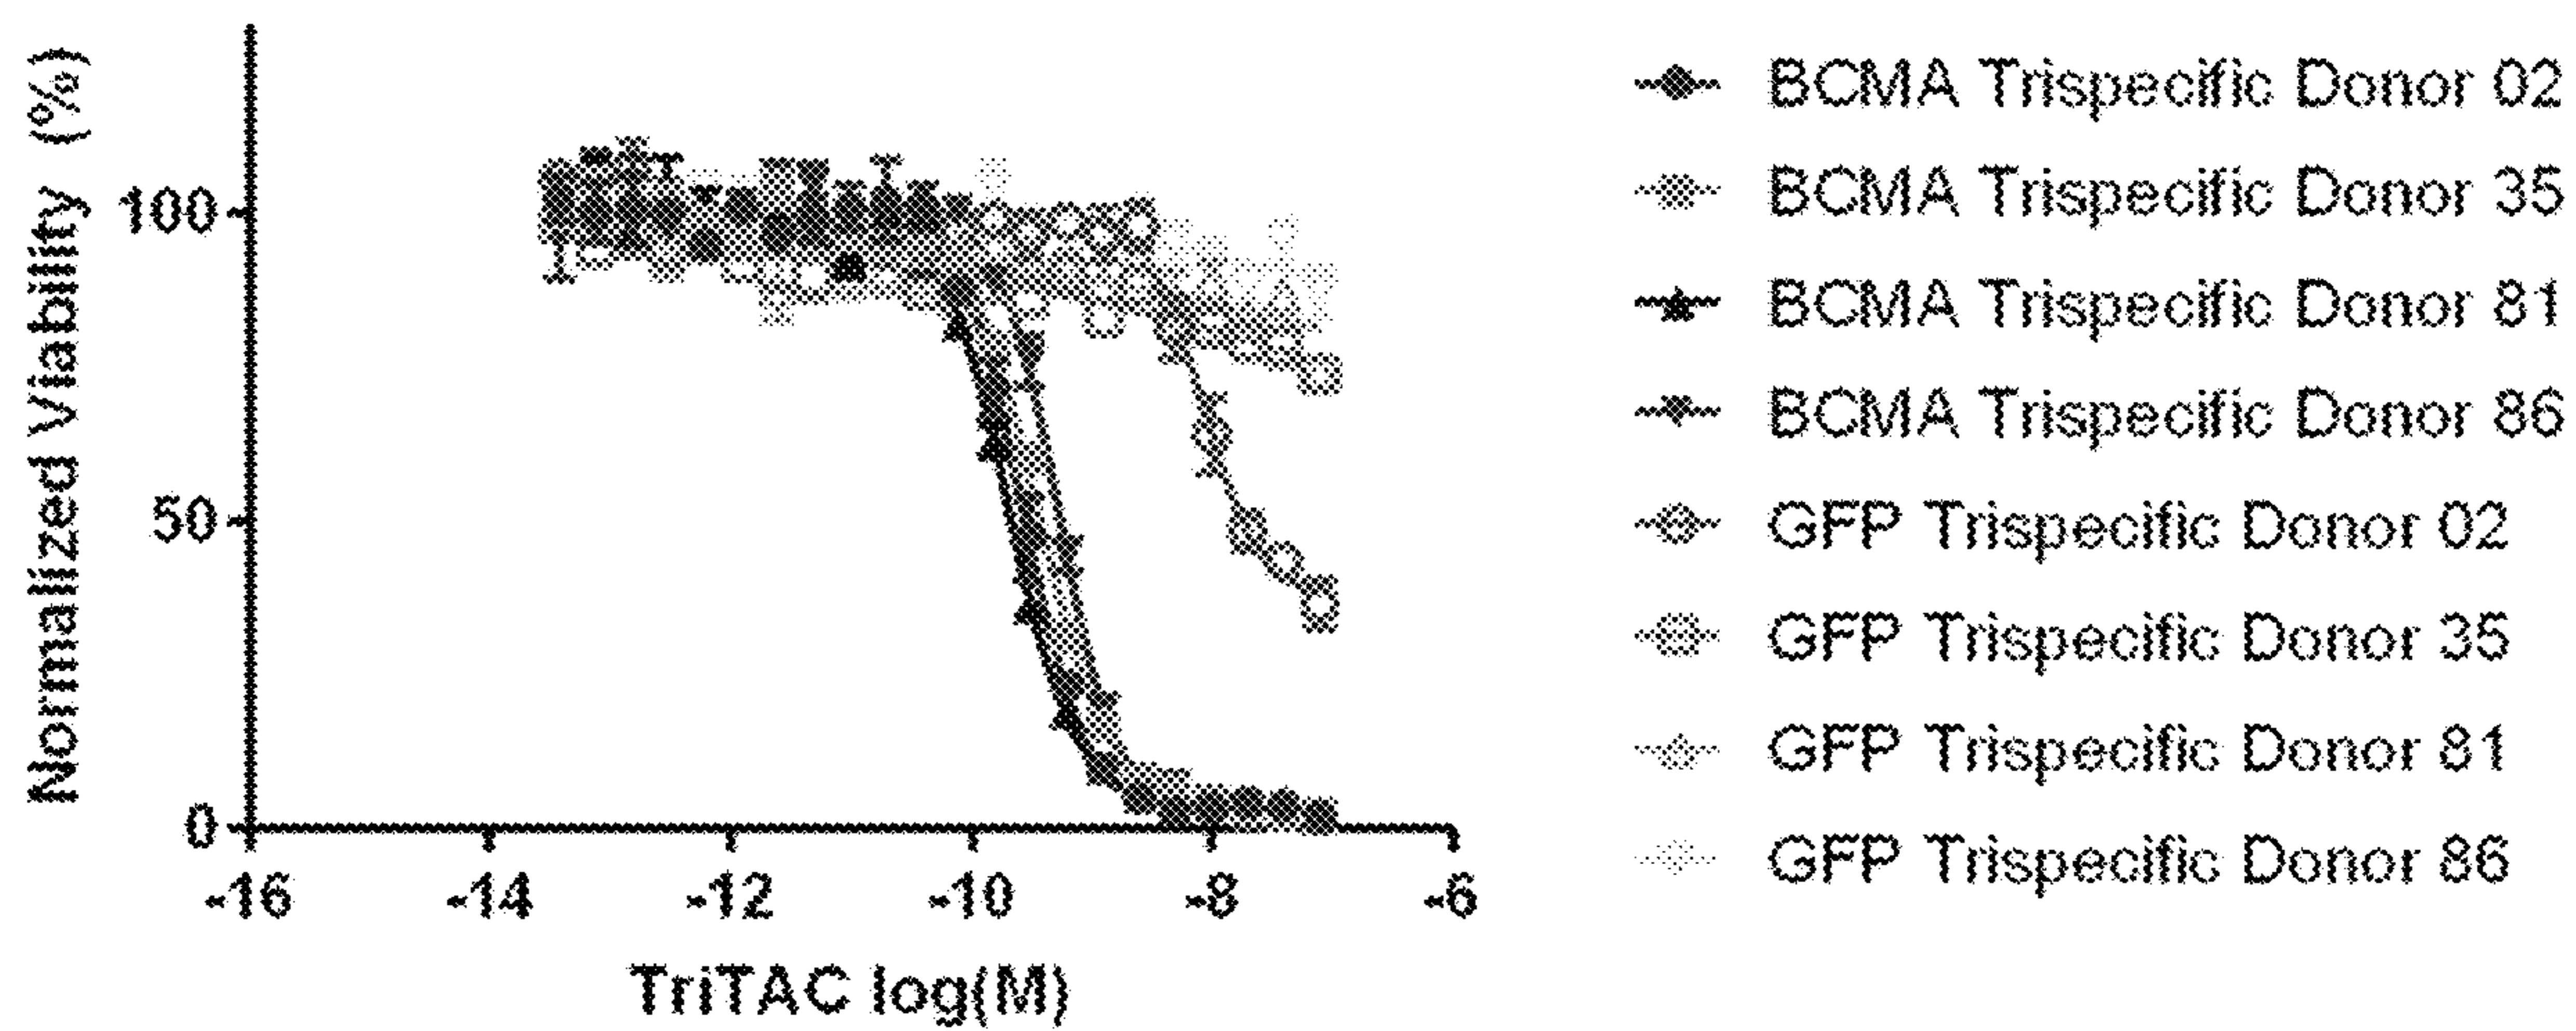 Normalized Viability (%)
100
50
0
-16 -14 -12 -10 -8 -6
TriTAC log(M)
BCMA Trispecific Donor 02
BCMA Trispecific Donor 35
BCMA Trispecific Donor 81
BCMA Trispecific Donor 86
GFP Trispecific Donor 02
GFP Trispecific Donor 35
GFP Trispecific Donor 81
GFP Trispecific Donor 86